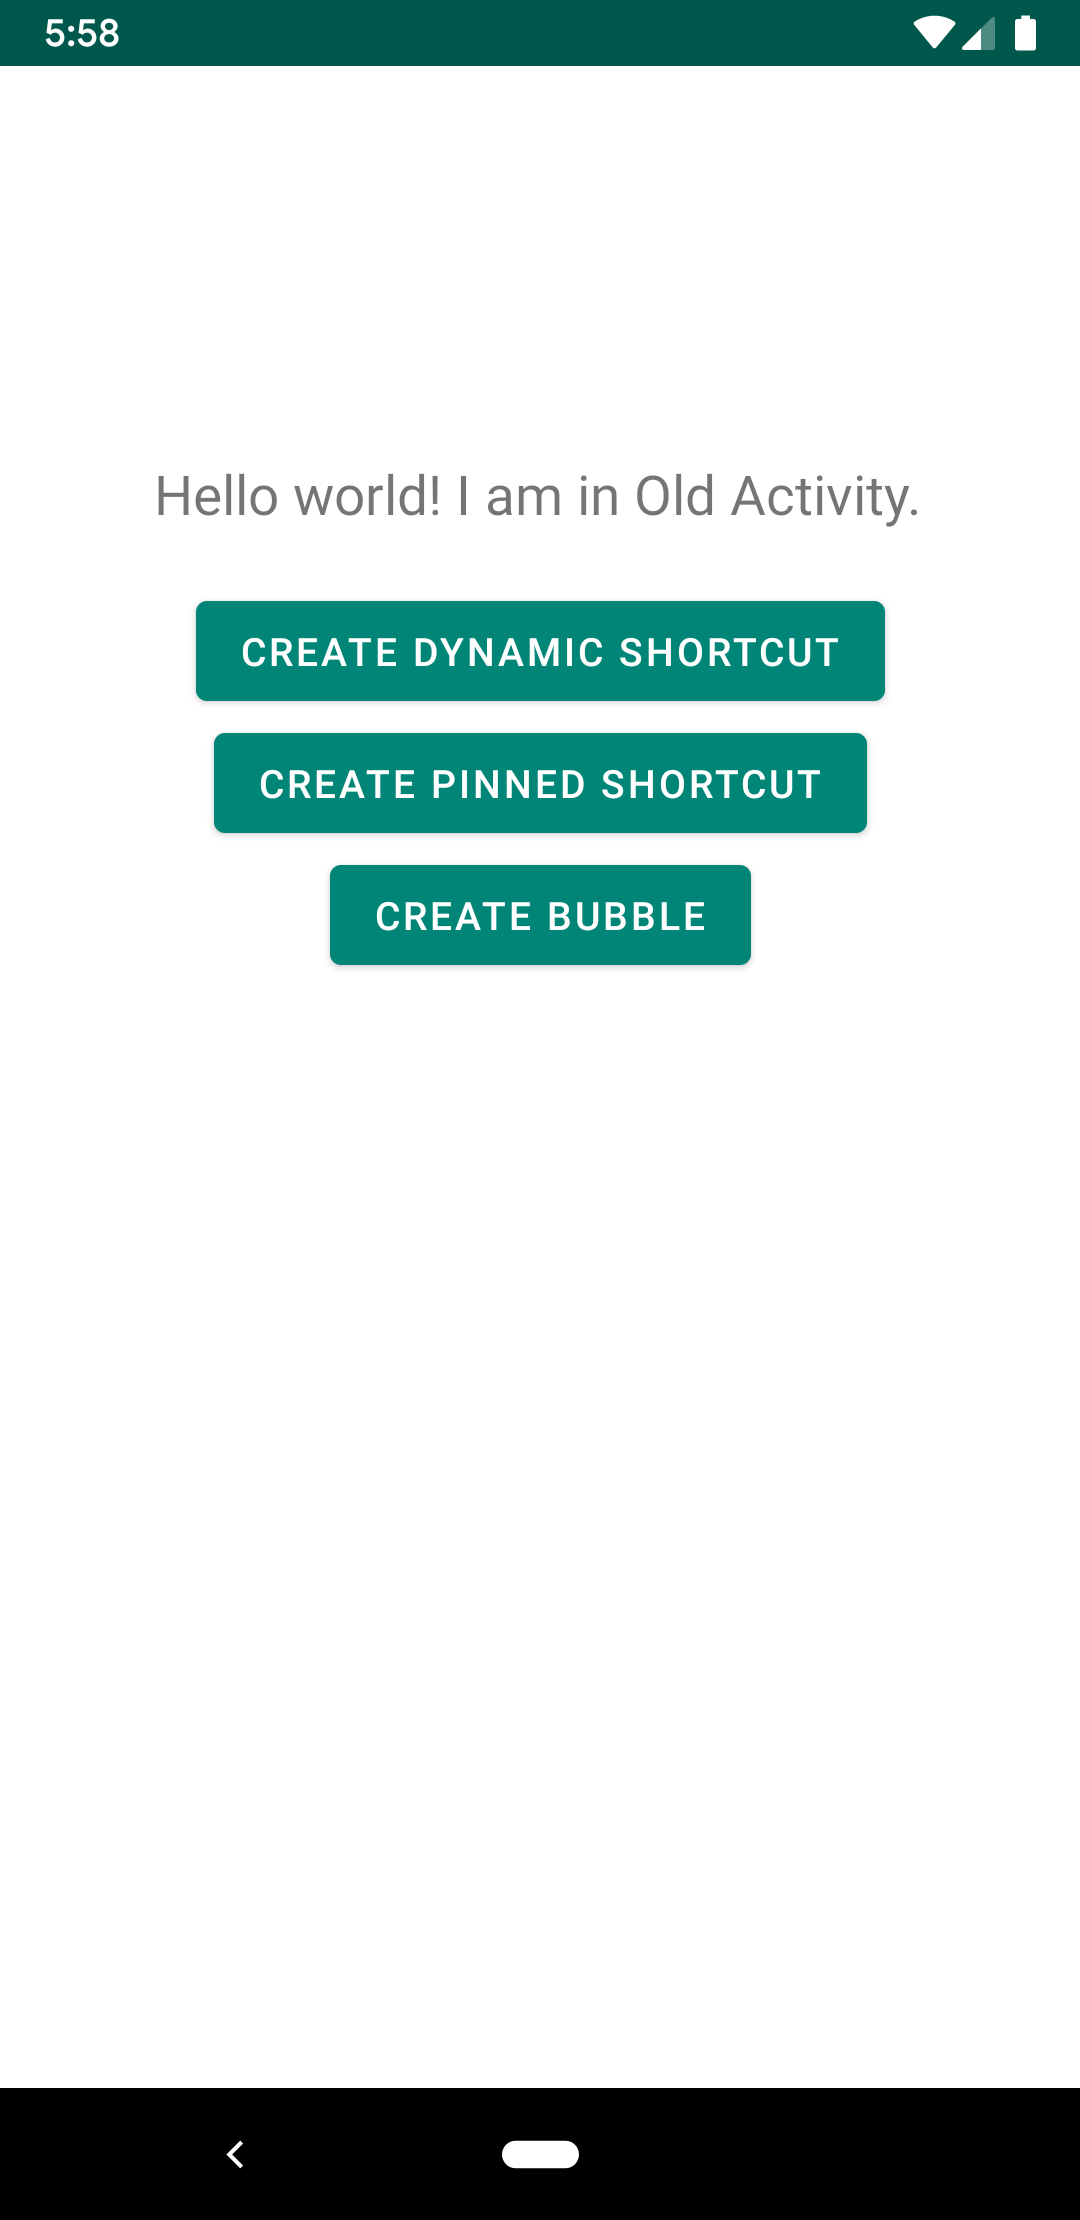 5:58
Hello world! I am in Old Activity.
CREATE DYNAMIC SHORTCUT
CREATE PINNED SHORTCUT
CREATE BUBBLE